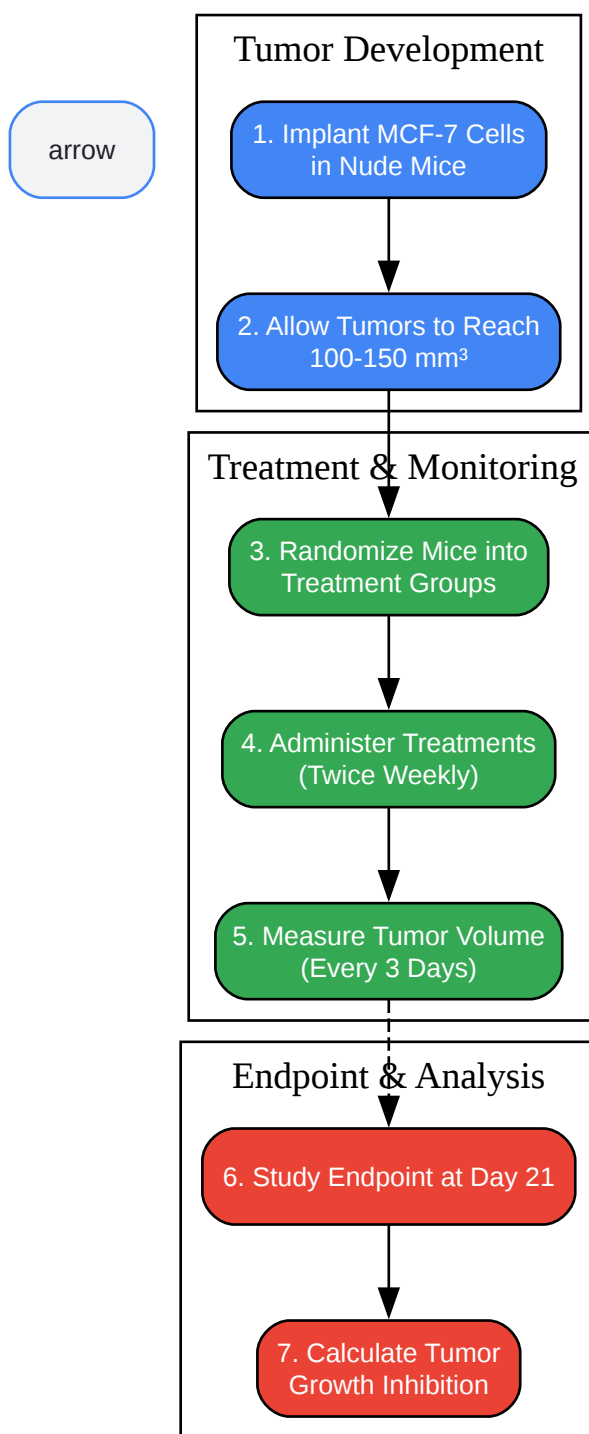 Tumor Development
arrow
1. Implant MCF-7 Cells
in Nude Mice
2. Allow Tumors to Reach
100-150 mm³
Treatment & Monitoring
3. Randomize Mice into
Treatment Groups
4. Administer Treatments
(Twice Weekly)
5. Measure Tumor Volume
(Every 3 Days)
Endpoint & Analysis
6. Study Endpoint at Day 21
7. Calculate Tumor
Growth Inhibition